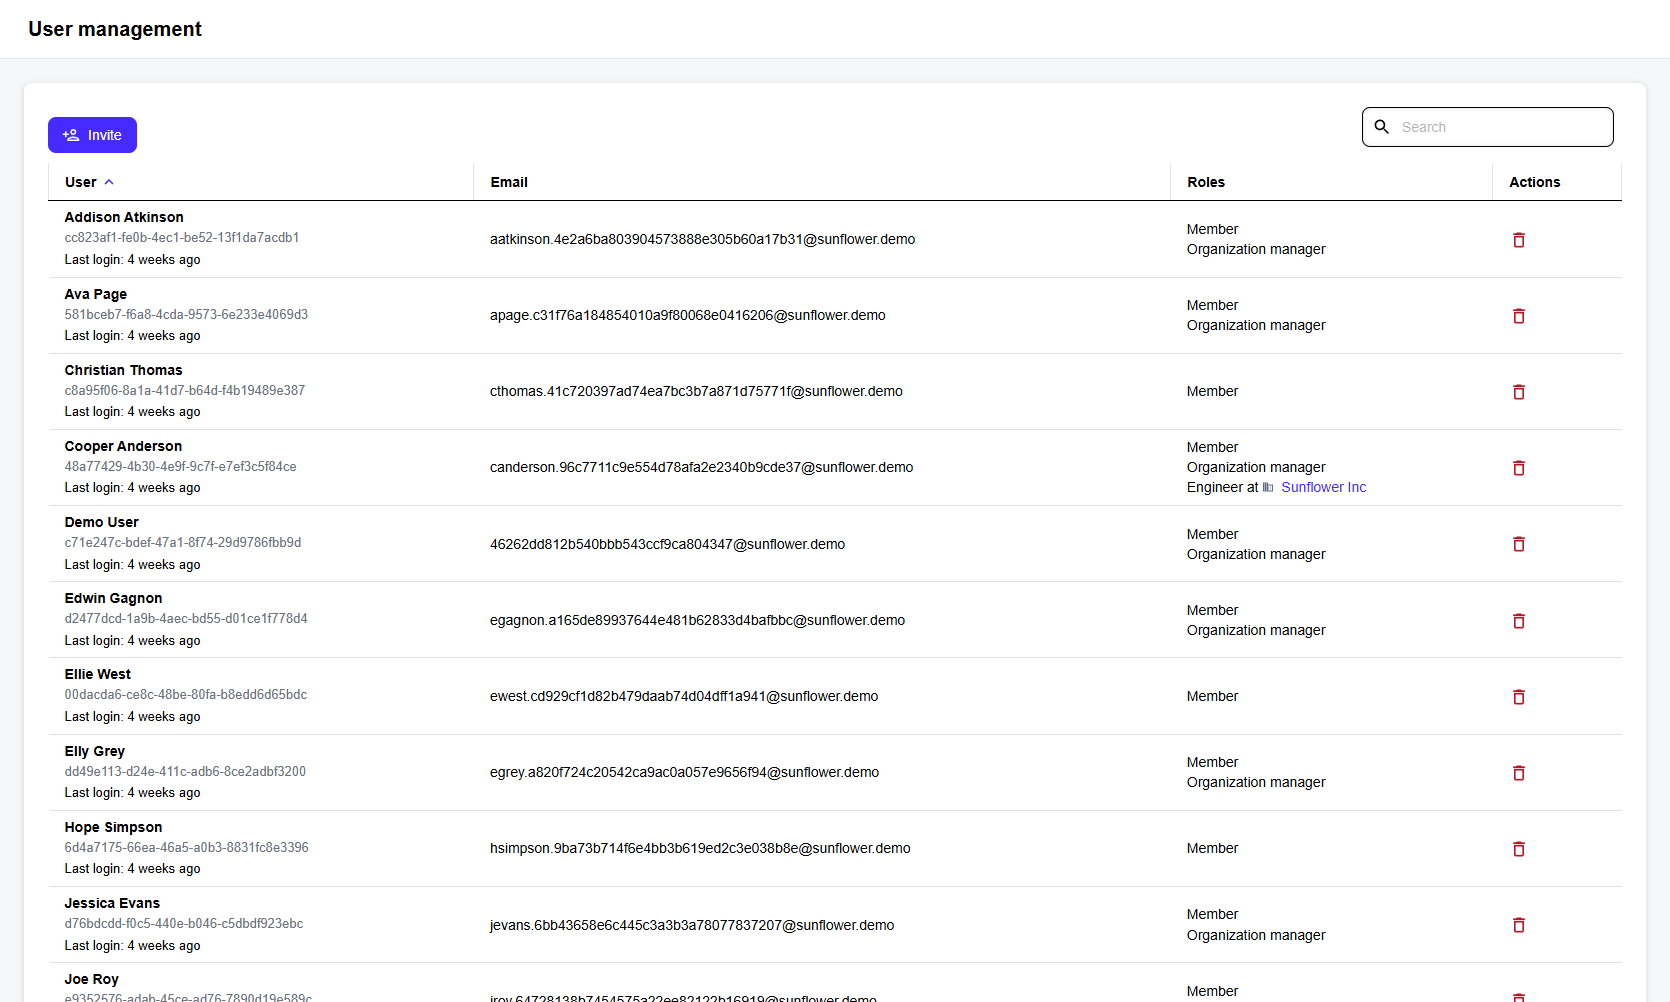 User management
Invite
Search
User Email Roles Actions
Addison Atkinson
cc823af1-fe0b-4ec1-be52-13f1da7acdb1
Last login: 4 weeks ago
aatkinson.4e2a6ba803904573888e305b60a17b31@sunflower.demo
Member
Organization manager
Ava Page
581bceb7-f6a8-4cda-9573-6e233e4069d3
Last login: 4 weeks ago
apage.c31f76a184854010a9f80068e0416206@sunflower.demo
Member
Organization manager
Christian Thomas
c8a95f06-8a1a-41d7-b64d-f4b19489e387
Last login: 4 weeks ago
cthomas.41c720397ad74ea7bc3b7a871d75771f@sunflower.demo
Member
Cooper Anderson
48a77429-4b30-4e9f-9c7f-e7ef3c5f84ce
Last login: 4 weeks ago
canderson.96c7711c9e554d78afa2e2340b9cde37@sunflower.demo
Member
Organization manager
Engineer at Sunflower Inc
Demo User
c71e247c-bdef-47a1-8f74-29d9786fbb9d
Last login: 4 weeks ago
46262dd812b540bbb543ccf9ca804347@sunflower.demo
Member
Organization manager
Edwin Gagnon
d2477dcd-1a9b-4aec-bd55-d01ce1f778d4
Last login: 4 weeks ago
egagnon.a165de89937644e481b62833d4bafbbc@sunflower.demo
Member
Organization manager
Ellie West
00dacda6-ce8c-48be-80fa-b8edd6d65bdc
Last login: 4 weeks ago
ewest.cd929cf1d82b479daab74d04dff1a941@sunflower.demo
Member
Elly Grey
dd49e113-d24e-411c-adb6-8ce2adbf3200
Last login: 4 weeks ago
egrey.a820f724c20542ca9ac0a057e9656f94@sunflower.demo
Member
Organization manager
Hope Simpson
6d4a7175-66ea-46a5-a0b3-8831fc8e3396
Last login: 4 weeks ago
hsimpson.9ba73b714f6e4bb3b619ed2c3e038b8e@sunflower.demo
Member
Jessica Evans
d76bdcdd-f0c5-440e-b046-c5dbdf923ebc
Last login: 4 weeks ago
jevans.6bb43658e6c445c3a3b3a78077837207@sunflower.demo
Member
Organization manager
Joe Roy
e9352576-adab-45ce-ad76-7890d19e589c
jroy.64728138b7454575a22ee82122b16919@sunflower.demo
Member